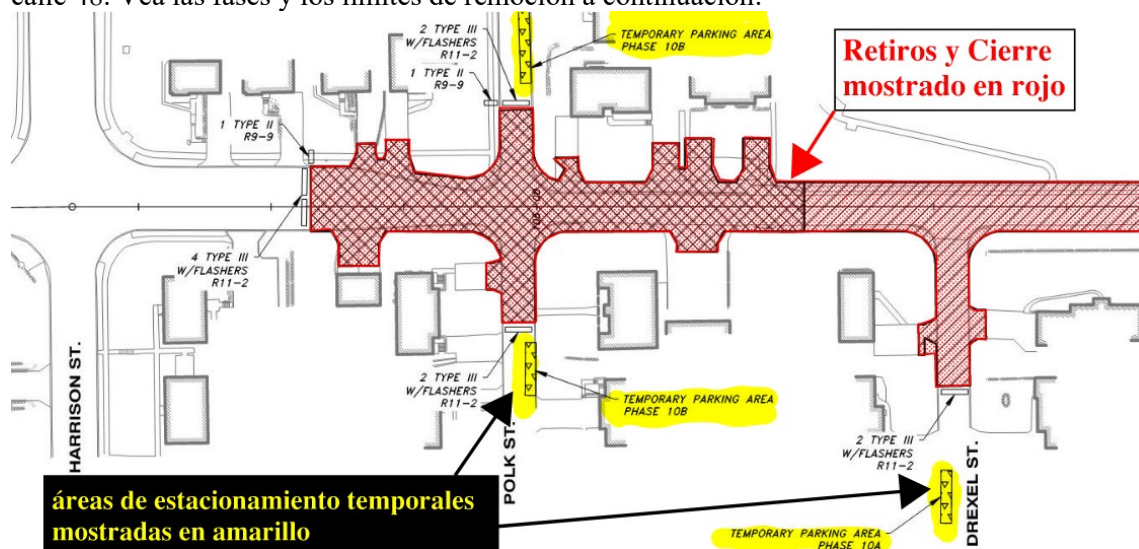 calle 48. Vea las fases y los límites de remoción a continuación.
2 TYPE III
W/FLASHERS
R11-2
TEMPORARY PARKING AREA
PHASE 10B
Retiros y Cierre
mostrado en rojo
1 TYPE II
R9-9
1 TYPE II
R9-9
4 TYPE III
W/FLASHERS
R11-2
HARRISON ST.
2 TYPE III
W/FLASHERS
R11-2
TEMPORARY PARKING AREA
PHASE 10B
POLK ST.
2 TYPE III
W/FLASHERS
R11-2
DREXEL ST.
áreas de estacionamiento temporales
mostradas en amarillo
TEMPORARY PARKING AREA
PHASE 10A